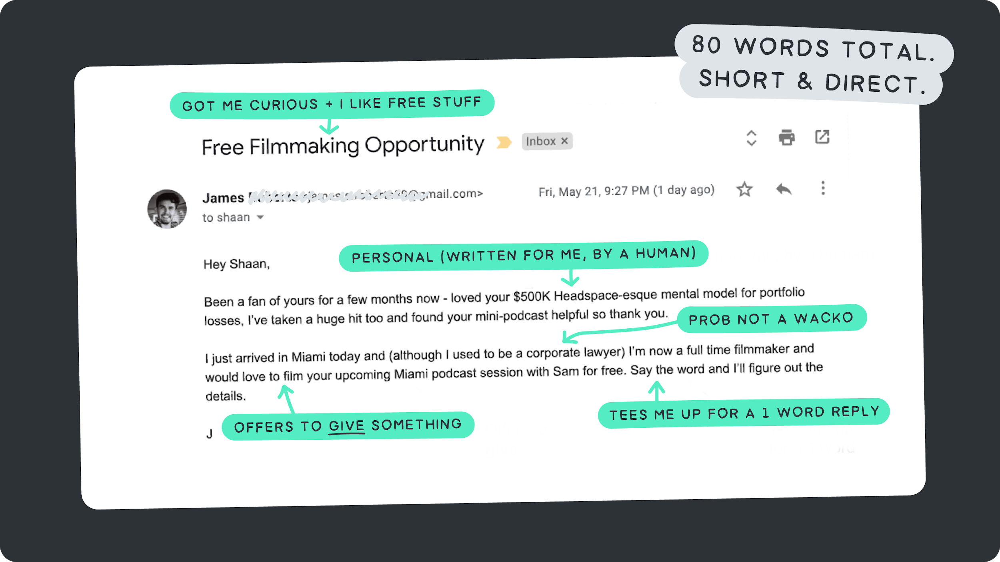 80 WORDS TOTAL.
SHORT & DIRECT.
GOT ME CURIOUS + I LIKE FREE STUFF
Free Filmmaking Opportunity Inbox ×
James @gmail.com> Fri, May 21, 9:27 PM (1 day ago)
to shaan
PERSONAL (WRITTEN FOR ME, BY A HUMAN)
Hey Shaan,
Been a fan of yours for a few months now - loved your $500K Headspace-esque mental model for portfolio
losses, I've taken a huge hit too and found your mini-podcast helpful so thank you.
PROB NOT A WACKO
I just arrived in Miami today and (although I used to be a corporate lawyer) I'm now a full time filmmaker and
would love to film your upcoming Miami podcast session with Sam for free. Say the word and I'll figure out the
details.
TEES ME UP FOR A 1 WORD REPLY
OFFERS TO GIVE SOMETHING
J